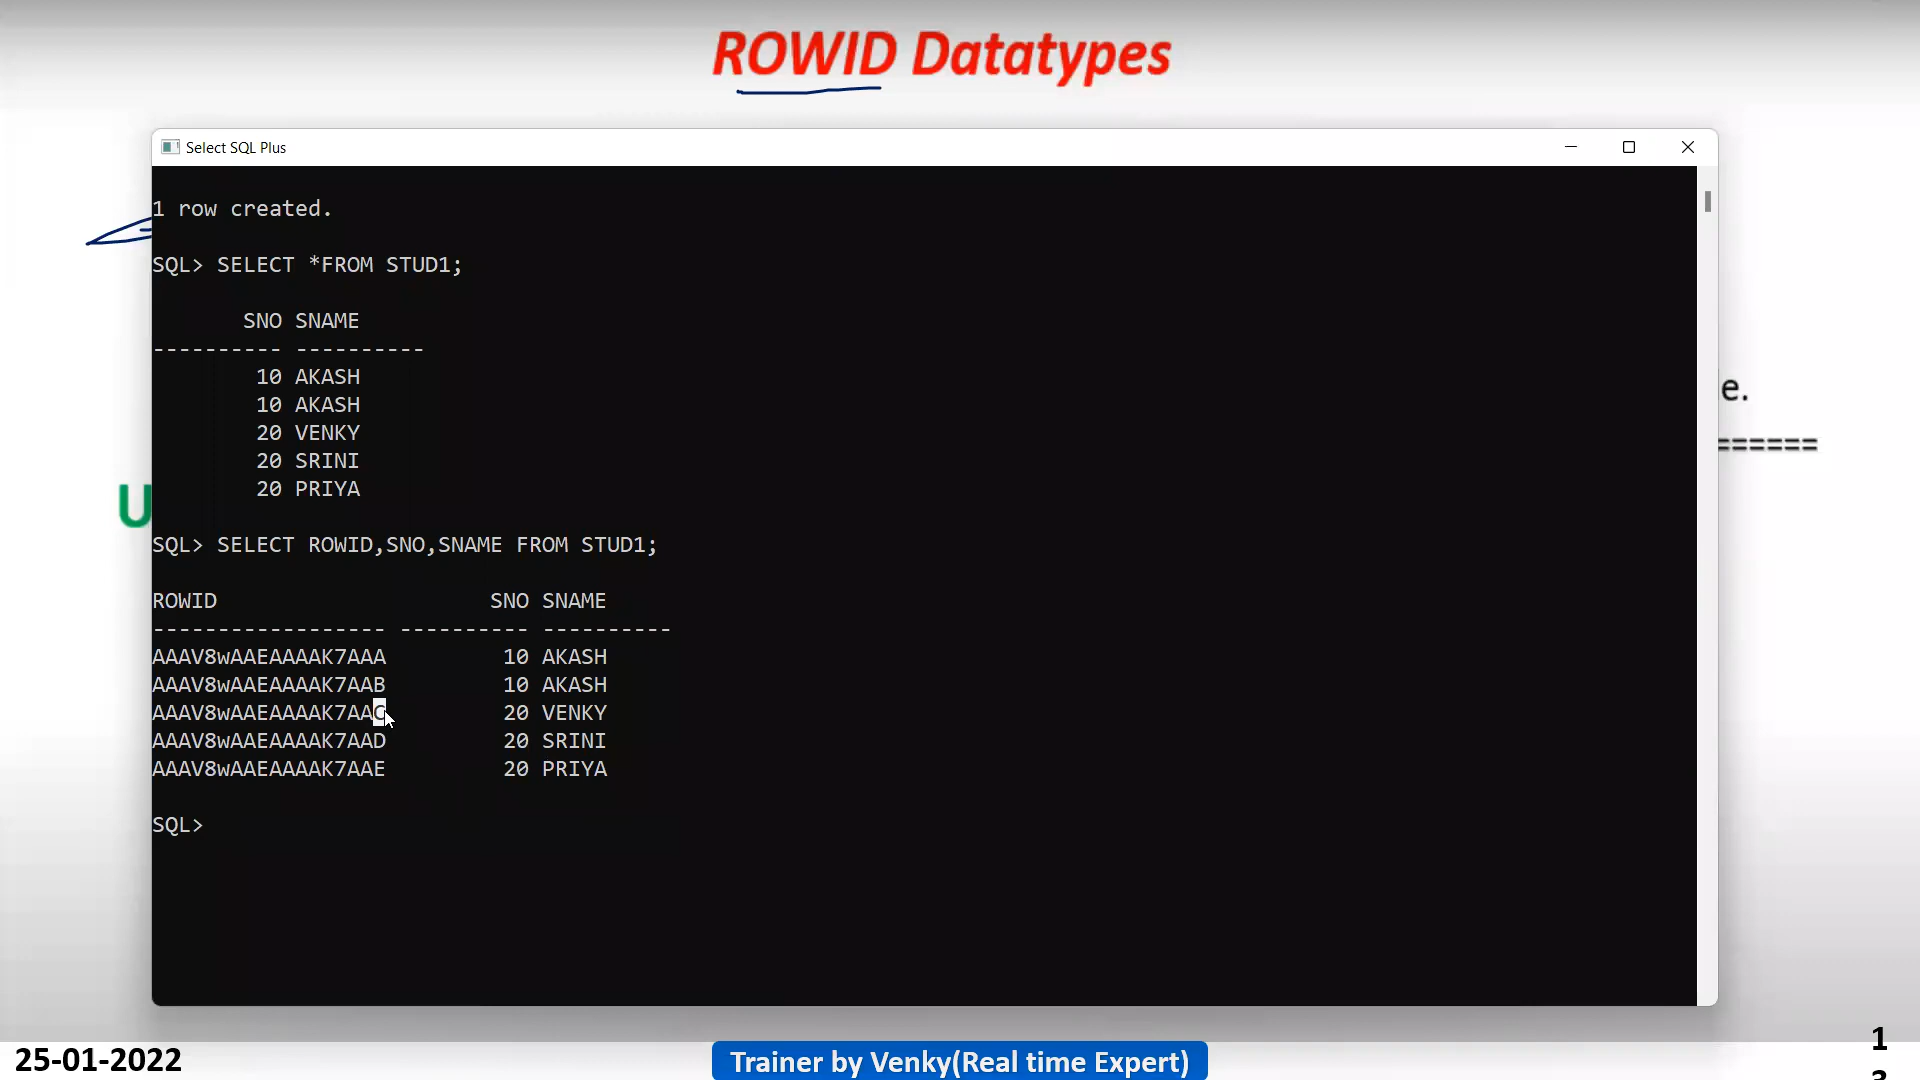 ROWID Datatypes
Select SQL Plus
1 row created.
SQL> SELECT *FROM STUD1;
SNO SNAME
---------- ----------
10 AKASH
10 AKASH
20 VENKY
20 SRINI
20 PRIYA
e.
======
U
SQL> SELECT ROWID,SNO,SNAME FROM STUD1;
ROWID SNO SNAME
------------------ ---------- ----------
AAAV8wAAEAAAAK7AAA 10 AKASH
AAAV8wAAEAAAAK7AAB 10 AKASH
AAAV8wAAEAAAAK7AAC 20 VENKY
AAAV8wAAEAAAAK7AAD 20 SRINI
AAAV8wAAEAAAAK7AAE 20 PRIYA
SQL>
25-01-2022
Trainer by Venky(Real time Expert)
1